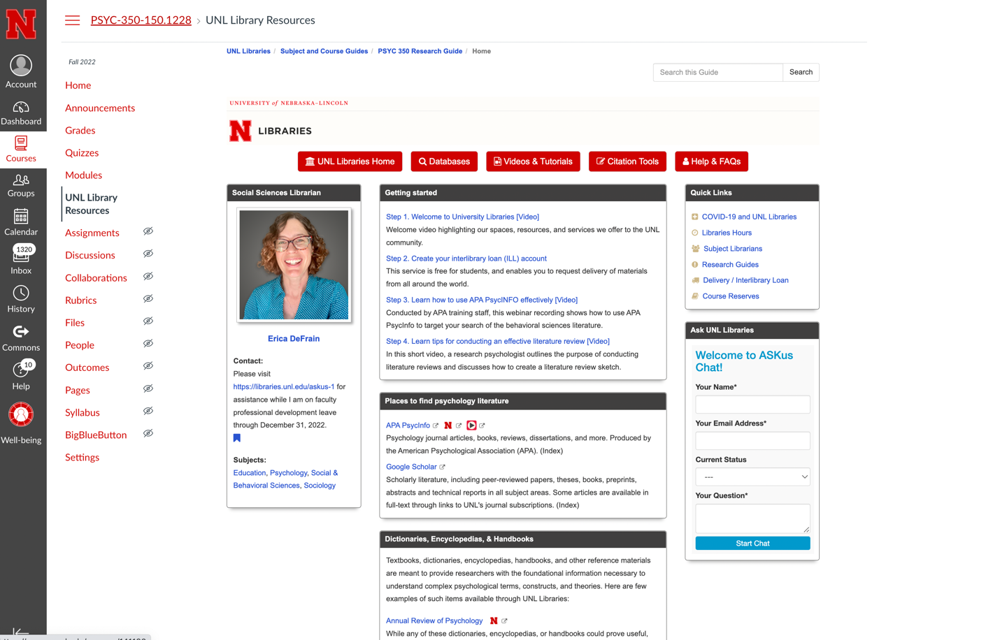 N
Account
Dashboard
Courses
Groups
Calendar
1320
Inbox
History
Commons
10
Help
Well-being
PSYC-350-150.1228 › UNL Library Resources
Fall 2022
Home
Announcements
Grades
Quizzes
Modules
UNL Library
Resources
Assignments
Discussions
Collaborations
Rubrics
Files
People
Outcomes
Pages
Syllabus
BigBlueButton
Settings
UNL Libraries / Subject and Course Guides / PSYC 350 Research Guide / Home
Search this Guide Search
UNIVERSITY of NEBRASKA–LINCOLN
N LIBRARIES
UNL Libraries Home Databases Videos & Tutorials Citation Tools Help & FAQs
Social Sciences Librarian
Erica DeFrain
Contact:
Please visit
https://libraries.unl.edu/askus-1 for
assistance while I am on faculty
professional development leave
through December 31, 2022.
Subjects:
Education, Psychology, Social &
Behavioral Sciences, Sociology
Getting started
Step 1. Welcome to University Libraries [Video]
Welcome video highlighting our spaces, resources, and services we offer to the UNL
community.
Step 2. Create your interlibrary loan (ILL) account
This service is free for students, and enables you to request delivery of materials
from all around the world.
Step 3. Learn how to use APA PsycINFO effectively [Video]
Conducted by APA training staff, this webinar recording shows how to use APA
PsycInfo to target your search of the behavioral sciences literature.
Step 4. Learn tips for conducting an effective literature review [Video]
In this short video, a research psychologist outlines the purpose of conducting
literature reviews and discusses how to create a literature review sketch.
Places to find psychology literature
APA PsycInfo N
Psychology journal articles, books, reviews, dissertations, and more. Produced by
the American Psychological Association (APA). (Index)
Google Scholar
Scholarly literature, including peer-reviewed papers, theses, books, preprints,
abstracts and technical reports in all subject areas. Some articles are available in
full-text through links to UNL's journal subscriptions. (Index)
Dictionaries, Encyclopedias, & Handbooks
Textbooks, dictionaries, encyclopedias, handbooks, and other reference materials
are meant to provide researchers with the foundational information necessary to
understand complex psychological terms, constructs, and theories. Here are few
examples of such items available through UNL Libraries:
Annual Review of Psychology N
While any of these dictionaries, encyclopedias, or handbooks could prove useful,
Quick Links
COVID-19 and UNL Libraries
Libraries Hours
Subject Librarians
Research Guides
Delivery / Interlibrary Loan
Course Reserves
Ask UNL Libraries
Welcome to ASKus
Chat!
Your Name*
Your Email Address*
Current Status
---
Your Question*
Start Chat